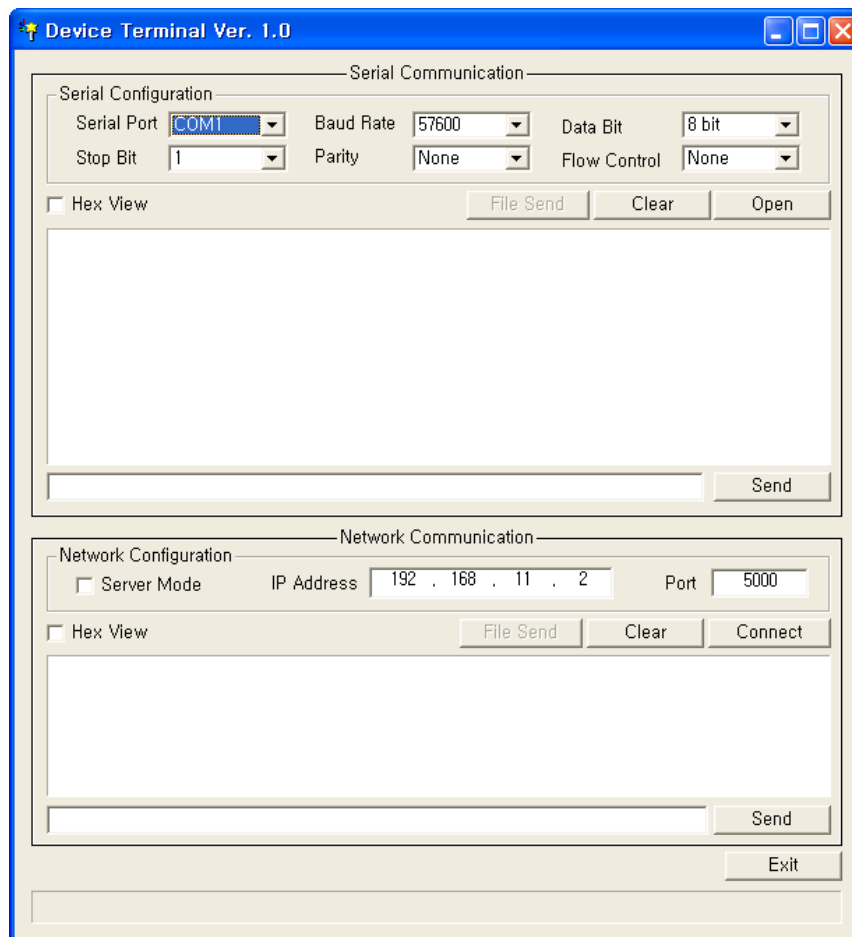 Device Terminal Ver. 1.0
Serial Communication
Serial Configuration
Serial Port COM1 Baud Rate 57600 Data Bit 8 bit
Stop Bit 1 Parity None Flow Control None
Hex View File Send Clear Open
Send
Network Communication
Network Configuration
Server Mode IP Address 192 . 168 . 11 . 2 Port 5000
Hex View File Send Clear Connect
Send
Exit